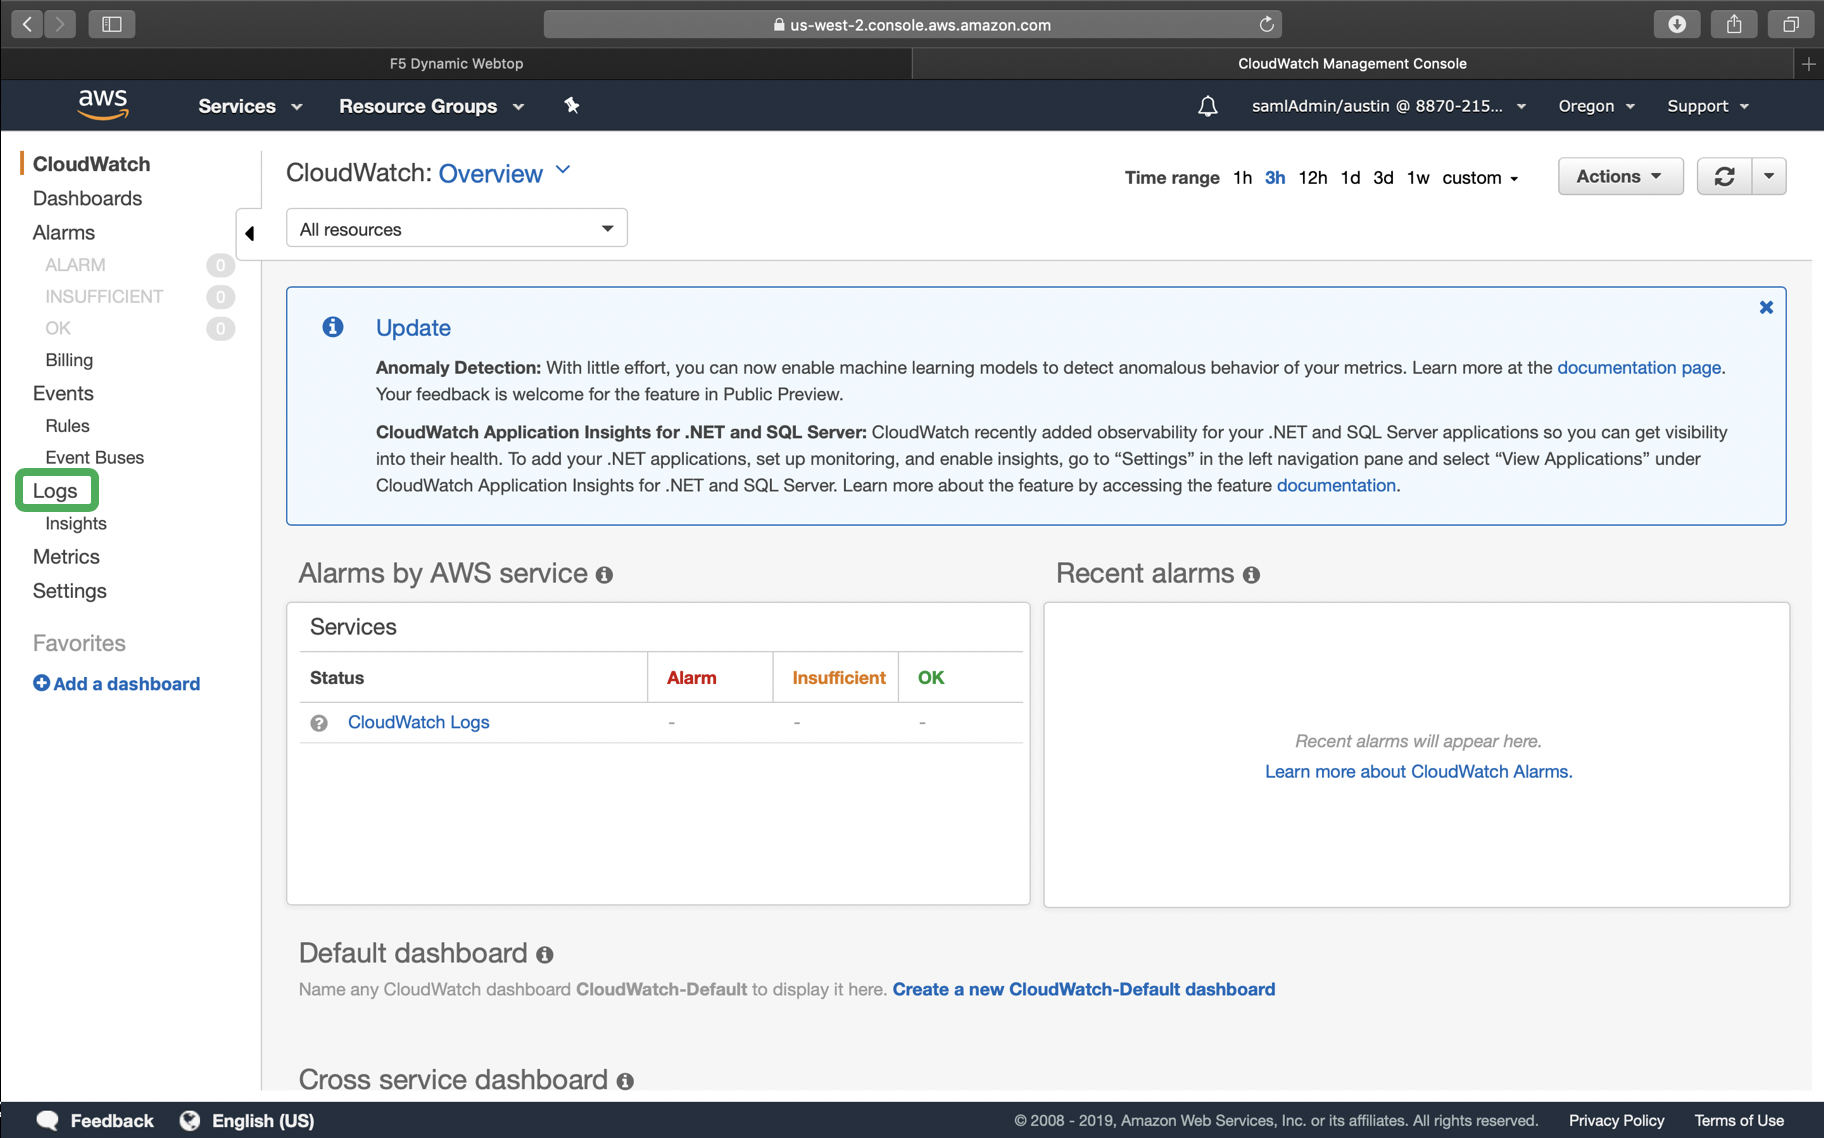 us-west-2.console.aws.amazon.com
F5 Dynamic Webtop
CloudWatch Management Console
aws
Services
Resource Groups
samlAdmin/austin @ 8870-215...
Oregon
Support
CloudWatch
Dashboards
Alarms
ALARM 0
INSUFFICIENT 0
OK 0
Billing
Events
Rules
Event Buses
Logs
Insights
Metrics
Settings
Favorites
Add a dashboard
CloudWatch: Overview
Time range 1h 3h 12h 1d 3d 1w custom
Actions
All resources
Update
Anomaly Detection: With little effort, you can now enable machine learning models to detect anomalous behavior of your metrics. Learn more at the documentation page.
Your feedback is welcome for the feature in Public Preview.
CloudWatch Application Insights for .NET and SQL Server: CloudWatch recently added observability for your .NET and SQL Server applications so you can get visibility
into their health. To add your .NET applications, set up monitoring, and enable insights, go to “Settings” in the left navigation pane and select “View Applications” under
CloudWatch Application Insights for .NET and SQL Server. Learn more about the feature by accessing the feature documentation.
Alarms by AWS service
Services
Status Alarm Insufficient OK
CloudWatch Logs - - -
Recent alarms
Recent alarms will appear here.
Learn more about CloudWatch Alarms.
Default dashboard
Name any CloudWatch dashboard CloudWatch-Default to display it here. Create a new CloudWatch-Default dashboard
Cross service dashboard
Feedback
English (US)
© 2008 - 2019, Amazon Web Services, Inc. or its affiliates. All rights reserved.
Privacy Policy
Terms of Use